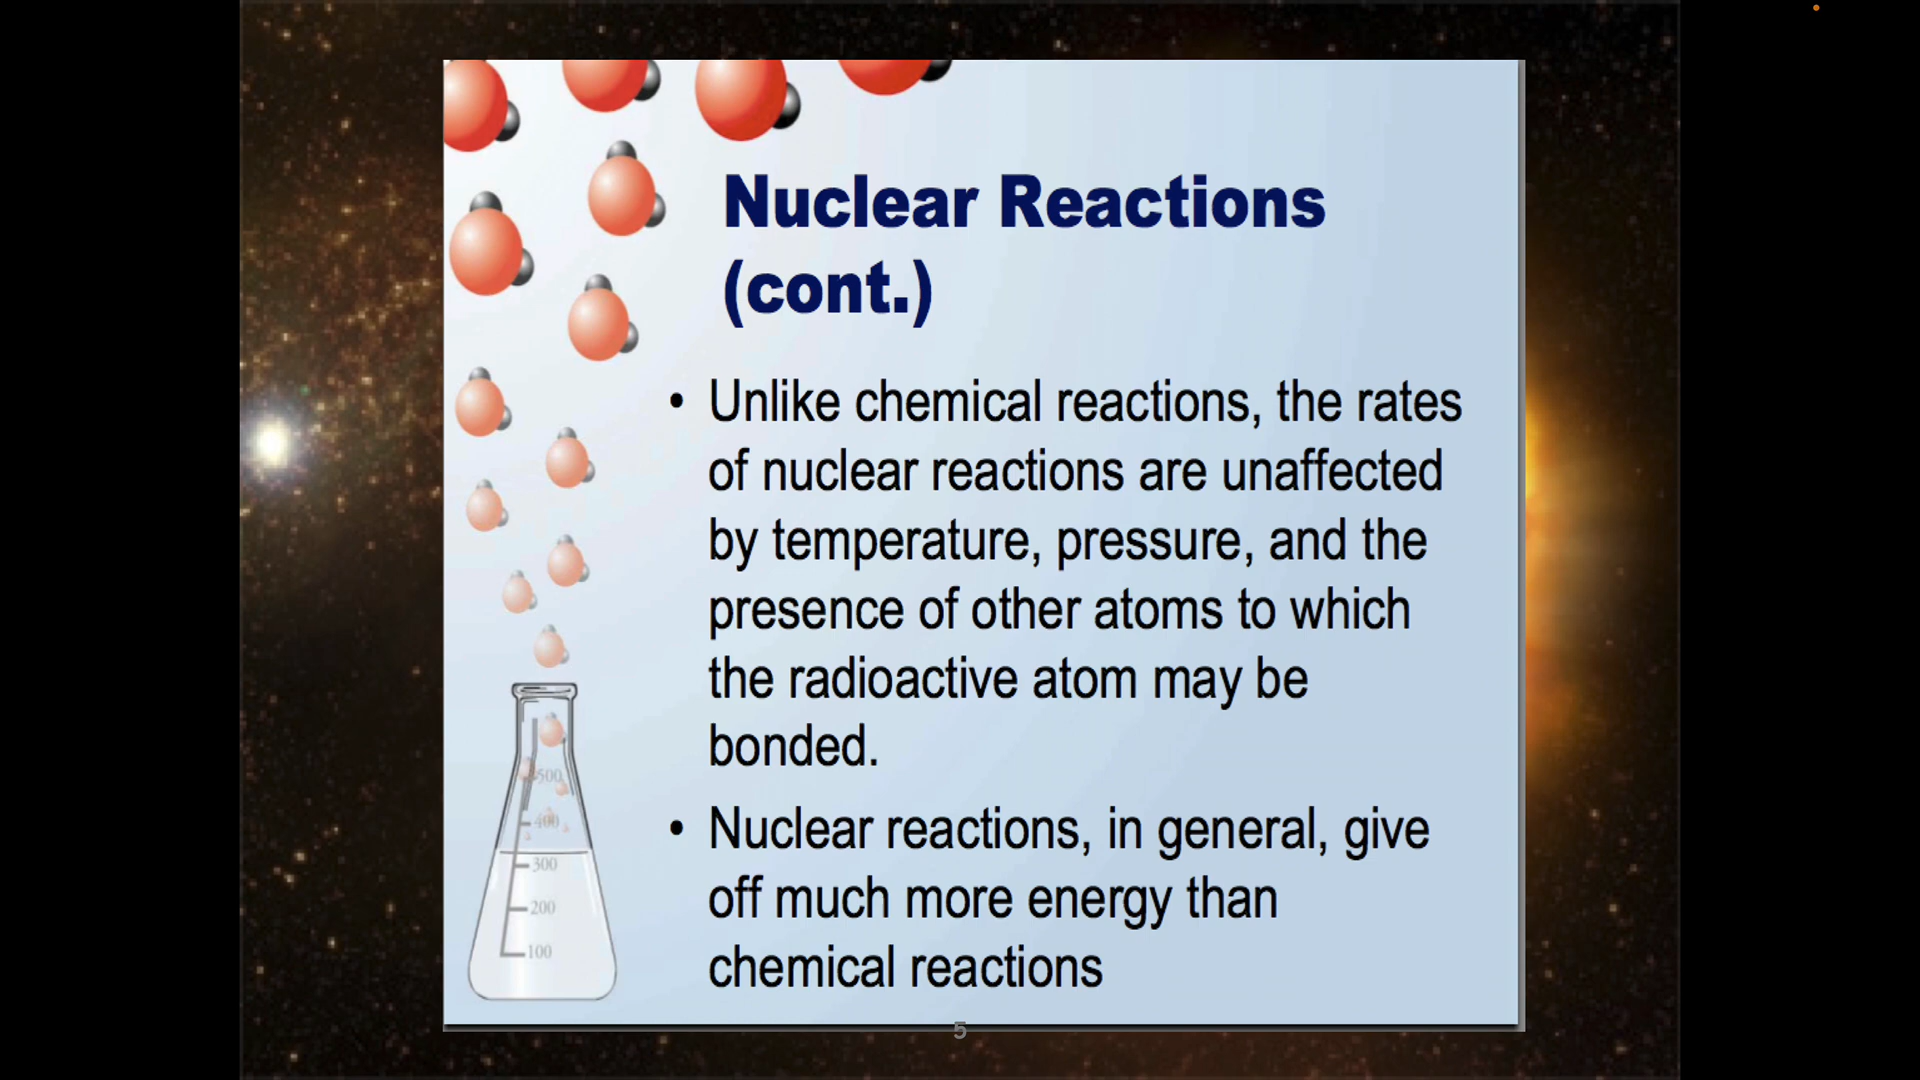 Nuclear Reactions
(cont.)
• Unlike chemical reactions, the rates
of nuclear reactions are unaffected
by temperature, pressure, and the
presence of other atoms to which
the radioactive atom may be
bonded.
• Nuclear reactions, in general, give
off much more energy than
chemical reactions
500
400
300
200
100
5